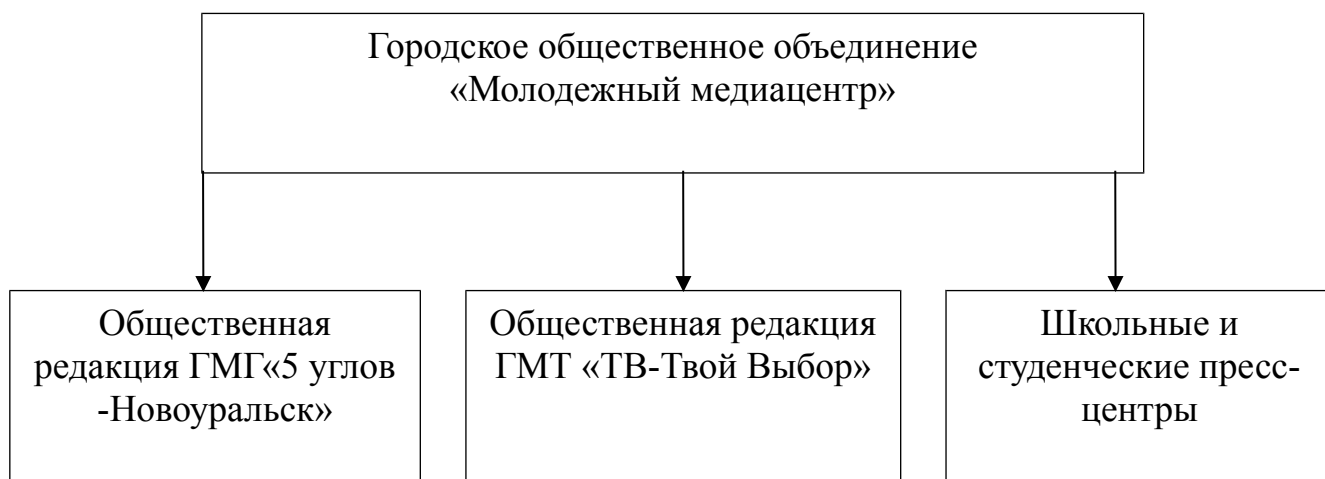 Городское общественное объединение
«Молодежный медиацентр»
Общественная
редакция ГМГ«5 углов
-Новоуральск»
Общественная редакция
ГМТ «ТВ-Твой Выбор»
Школьные и
студенческие пресс-
центры